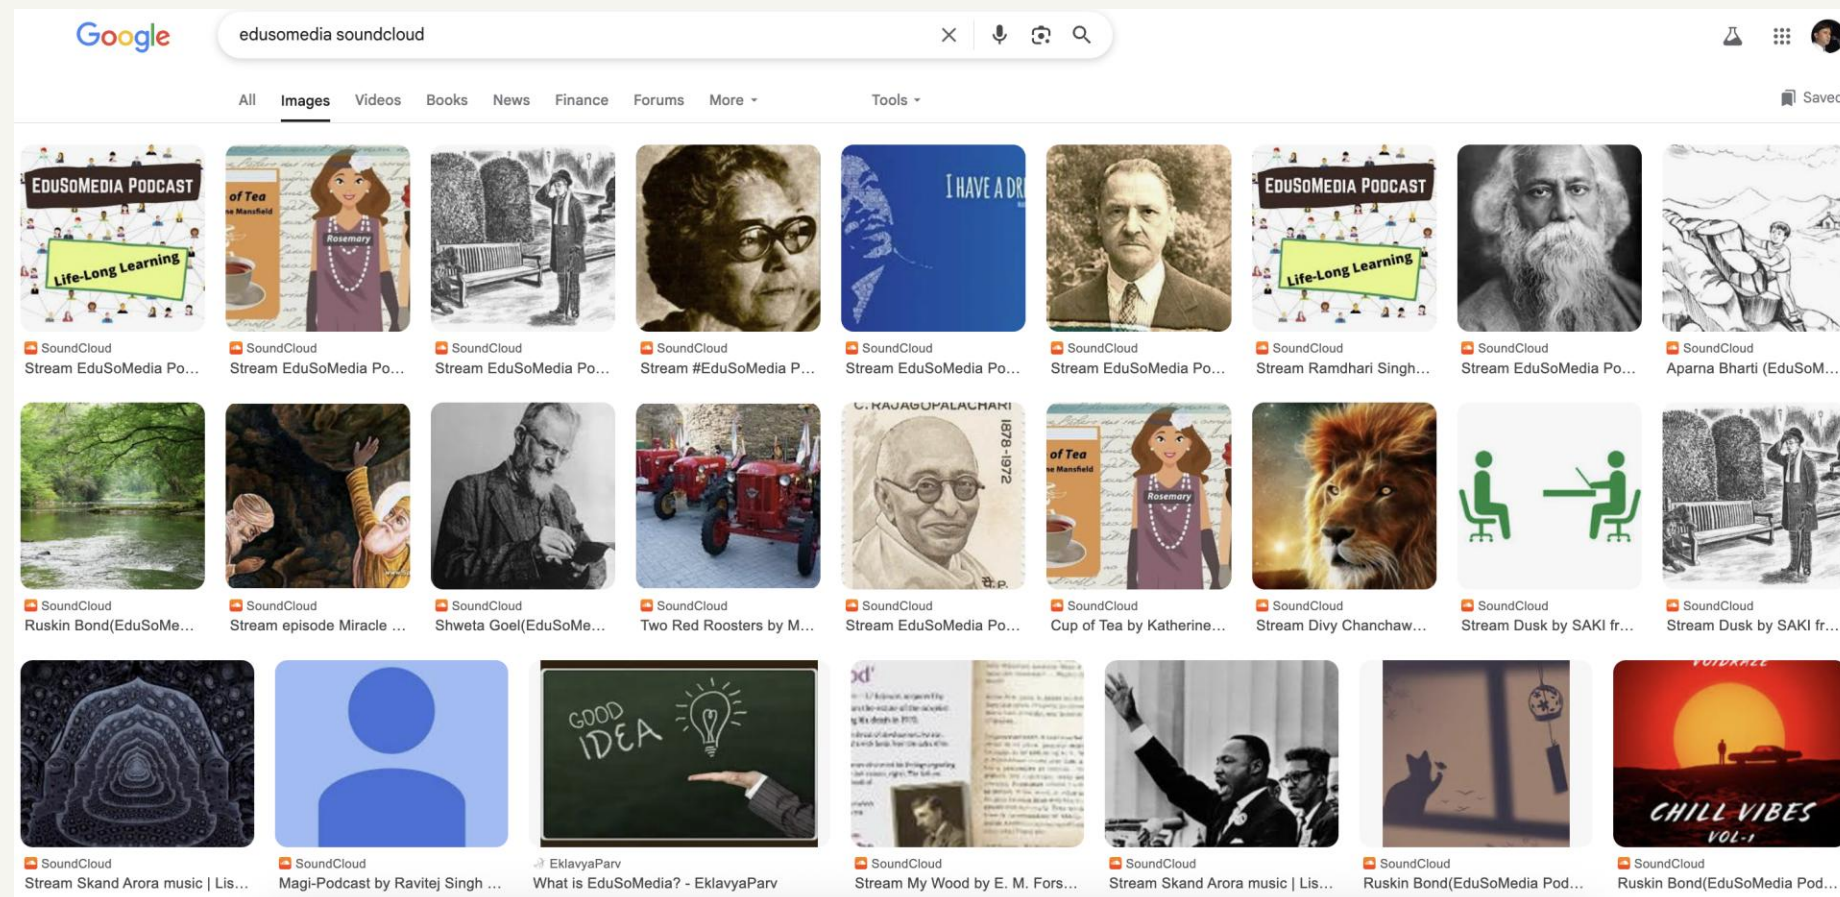 Google
edusomedia soundcloud
All Images Videos Books News Finance Forums More Tools
Saved
EDUSOMEDIA PODCAST
Life-Long Learning
of Tea
ne Mansfield
Rosemary
I HAVE A DR
EDUSOMEDIA PODCAST
Life-Long Learning
SoundCloud SoundCloud SoundCloud SoundCloud SoundCloud SoundCloud SoundCloud SoundCloud SoundCloud
Stream EduSoMedia Po... Stream EduSoMedia Po... Stream EduSoMedia Po... Stream #EduSoMedia P... Stream EduSoMedia Po... Stream EduSoMedia Po... Stream Ramdhari Singh... Stream EduSoMedia Po... Aparna Bharti (EduSoM...
C. RAJAGOPALACHARI
1878-1972
of Tea
ne Mansfield
Rosemary
SoundCloud SoundCloud SoundCloud SoundCloud SoundCloud SoundCloud SoundCloud SoundCloud SoundCloud
Ruskin Bond(EduSoMe... Stream episode Miracle ... Shweta Goel(EduSoMe... Two Red Roosters by M... Stream EduSoMedia Po... Cup of Tea by Katherine... Stream Divy Chanchaw... Stream Dusk by SAKI fr... Stream Dusk by SAKI fr...
GOOD
IDEA
od'
VOIDRALE
CHILL VIBES
VOL-1
SoundCloud SoundCloud EklavyaParv SoundCloud SoundCloud SoundCloud SoundCloud
Stream Skand Arora music | Lis... Magi-Podcast by Ravitej Singh ... What is EduSoMedia? - EklavyaParv Stream My Wood by E. M. Fors... Stream Skand Arora music | Lis... Ruskin Bond(EduSoMedia Pod... Ruskin Bond(EduSoMedia Pod...